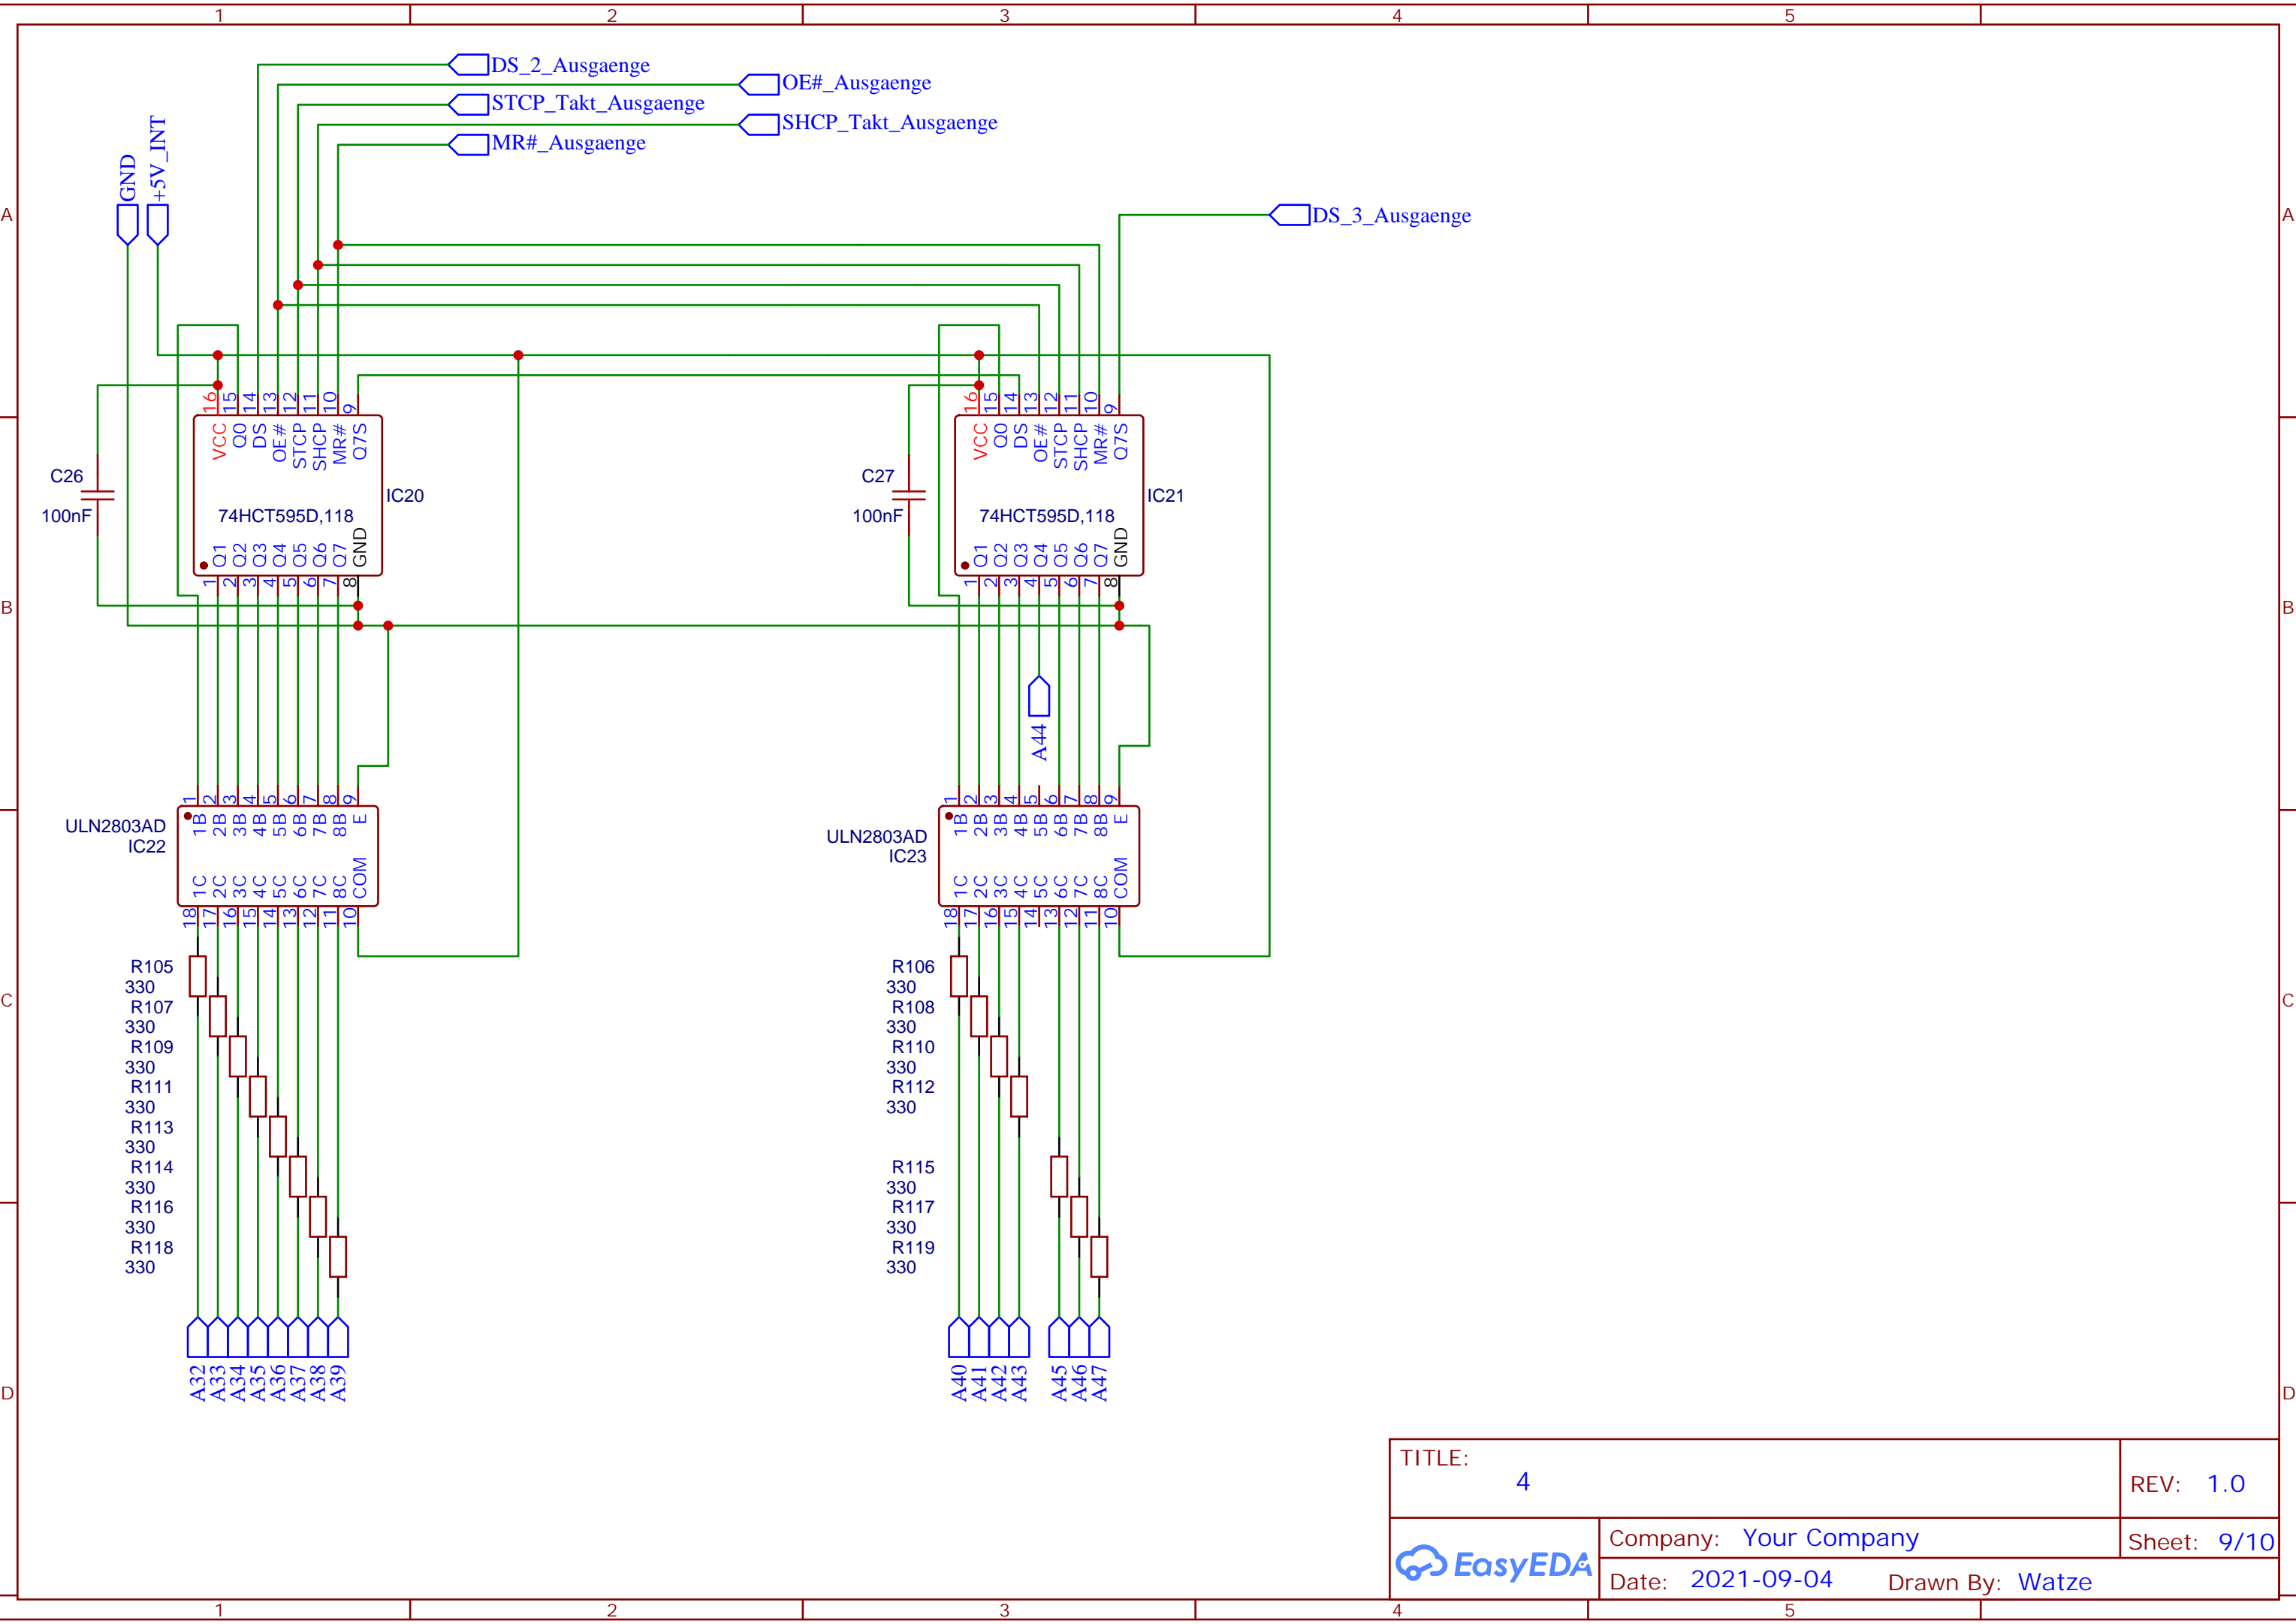 1 2 3 4 5
DS_2_Ausgaenge
OE#_Ausgaenge
STCP_Takt_Ausgaenge
SHCP_Takt_Ausgaenge
MR#_Ausgaenge
GND
+5V_INT
A A
DS_3_Ausgaenge
16 15 14 13 12 11 10 9
VCC Q0 DS OE# STCP SHCP MR# Q7S
C26
100nF
IC20
74HCT595D,118
Q1 Q2 Q3 Q4 Q5 Q6 Q7 GND
1 2 3 4 5 6 7 8
16 15 14 13 12 11 10 9
VCC Q0 DS OE# STCP SHCP MR# Q7S
C27
100nF
IC21
74HCT595D,118
Q1 Q2 Q3 Q4 Q5 Q6 Q7 GND
1 2 3 4 5 6 7 8
B B
A44
1 2 3 4 5 6 7 8 9
1B 2B 3B 4B 5B 6B 7B 8B E
ULN2803AD
IC22
1C 2C 3C 4C 5C 6C 7C 8C COM
18 17 16 15 14 13 12 11 10
1 2 3 4 5 6 7 8 9
1B 2B 3B 4B 5B 6B 7B 8B E
ULN2803AD
IC23
1C 2C 3C 4C 5C 6C 7C 8C COM
18 17 16 15 14 13 12 11 10
C C
R105
330
R107
330
R109
330
R111
330
R113
330
R114
330
R116
330
R118
330
R106
330
R108
330
R110
330
R112
330
R115
330
R117
330
R119
330
A32 A33 A34 A35 A36 A37 A38 A39
A40 A41 A42 A43 A45 A46 A47
D D
TITLE:
4
REV: 1.0
EasyEDA
Company: Your Company
Sheet: 9/10
Date: 2021-09-04
Drawn By: Watze
1 2 3 4 5